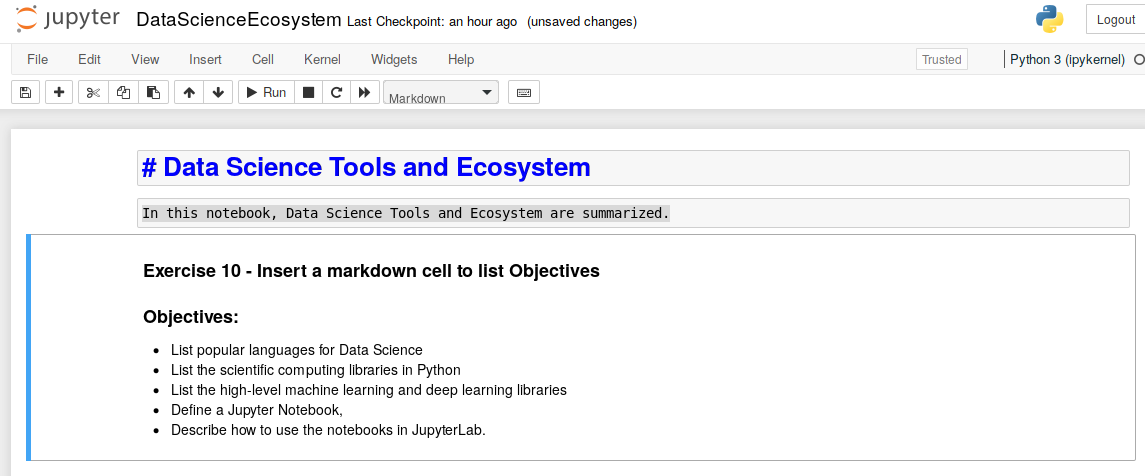 jupyter DataScienceEcosystem Last Checkpoint: an hour ago (unsaved changes) Logout
File Edit View Insert Cell Kernel Widgets Help Trusted Python 3 (ipykernel)
Run Markdown
# Data Science Tools and Ecosystem
In this notebook, Data Science Tools and Ecosystem are summarized.
Exercise 10 - Insert a markdown cell to list Objectives
Objectives:
• List popular languages for Data Science
• List the scientific computing libraries in Python
• List the high-level machine learning and deep learning libraries
• Define a Jupyter Notebook,
• Describe how to use the notebooks in JupyterLab.